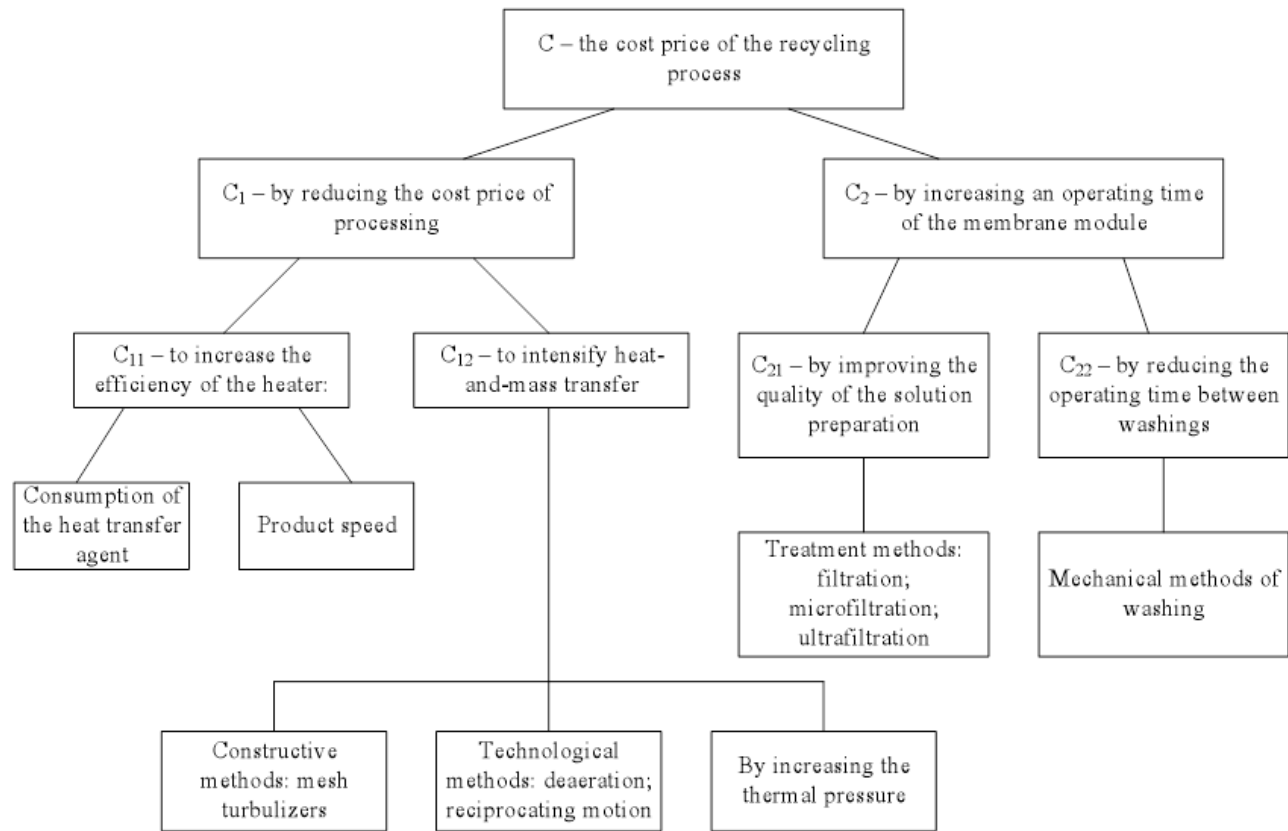 C – the cost price of the recycling
process
C₁ – by reducing the cost price of
processing
C₂ – by increasing an operating time
of the membrane module
C₁₁ – to increase the
efficiency of the heater:
C₁₂ – to intensify heat-
and-mass transfer
C₂₁ – by improving the
quality of the solution
preparation
C₂₂ – by reducing the
operating time between
washings
Consumption of
the heat transfer
agent
Product speed
Treatment methods:
filtration;
microfiltration;
ultrafiltration
Mechanical methods of
washing
Constructive
methods: mesh
turbulizers
Technological
methods: deaeration;
reciprocating motion
By increasing the
thermal pressure